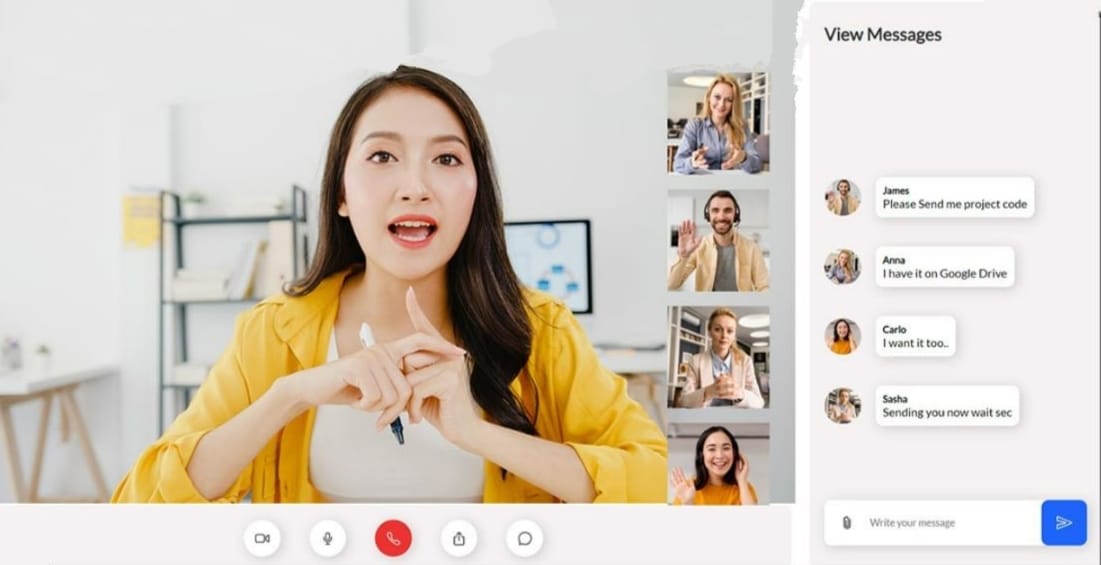 View Messages
James
Please Send me project code
Anna
I have it on Google Drive
Carlo
I want it too..
Sasha
Sending you now wait sec
Write your message